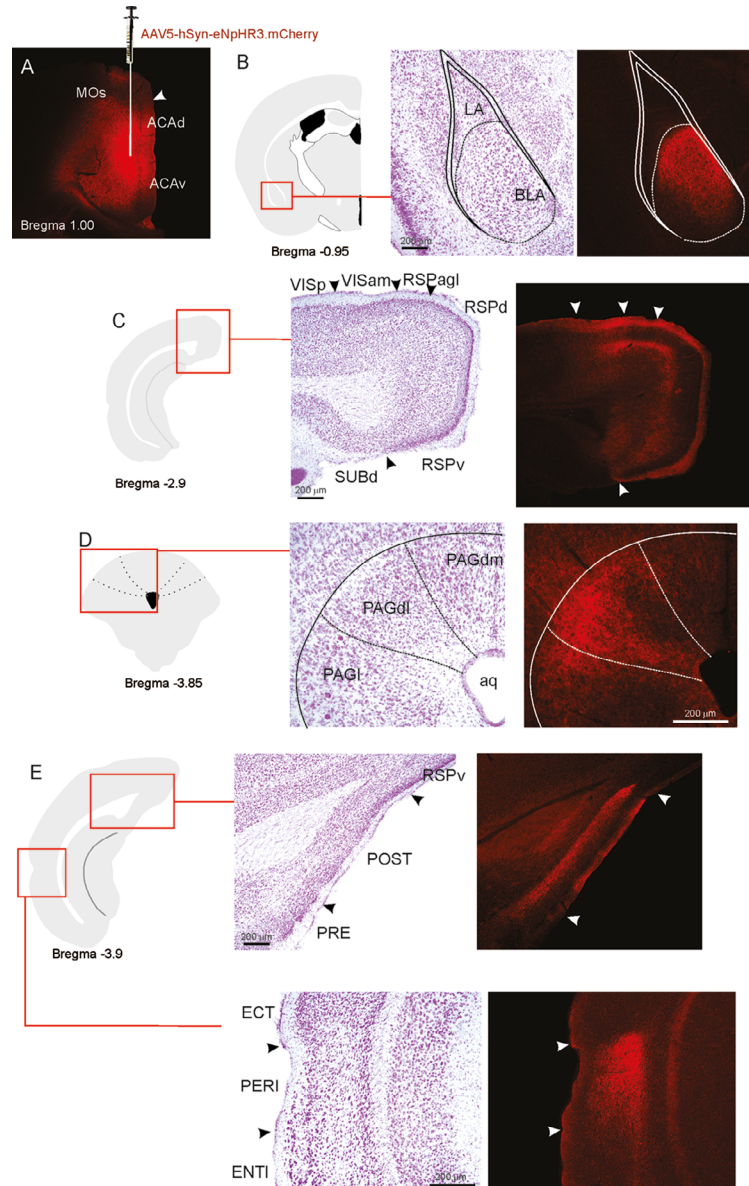 AAV5-hSyn-eNpHR3.mCherry
A
MOs
ACAd
ACAv
Bregma 1.00
B
Bregma -0.95
LA
BLA
200 µm
C
Bregma -2.9
VISp
VISam
RSPagl
RSPd
SUBd
RSPv
200 µm
D
Bregma -3.85
PAGdm
PAGdl
PAGl
aq
200 µm
E
Bregma -3.9
RSPv
POST
PRE
200 µm
ECT
PERI
ENTl
200 µm